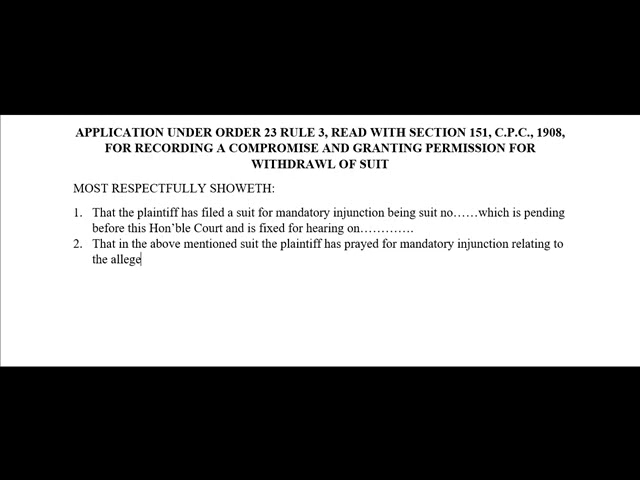 APPLICATION UNDER ORDER 23 RULE 3, READ WITH SECTION 151, C.P.C., 1908,
FOR RECORDING A COMPROMISE AND GRANTING PERMISSION FOR
WITHDRAWL OF SUIT
MOST RESPECTFULLY SHOWETH:
1. That the plaintiff has filed a suit for mandatory injunction being suit no……which is pending
before this Hon’ble Court and is fixed for hearing on………….
2. That in the above mentioned suit the plaintiff has prayed for mandatory injunction relating to
the allege